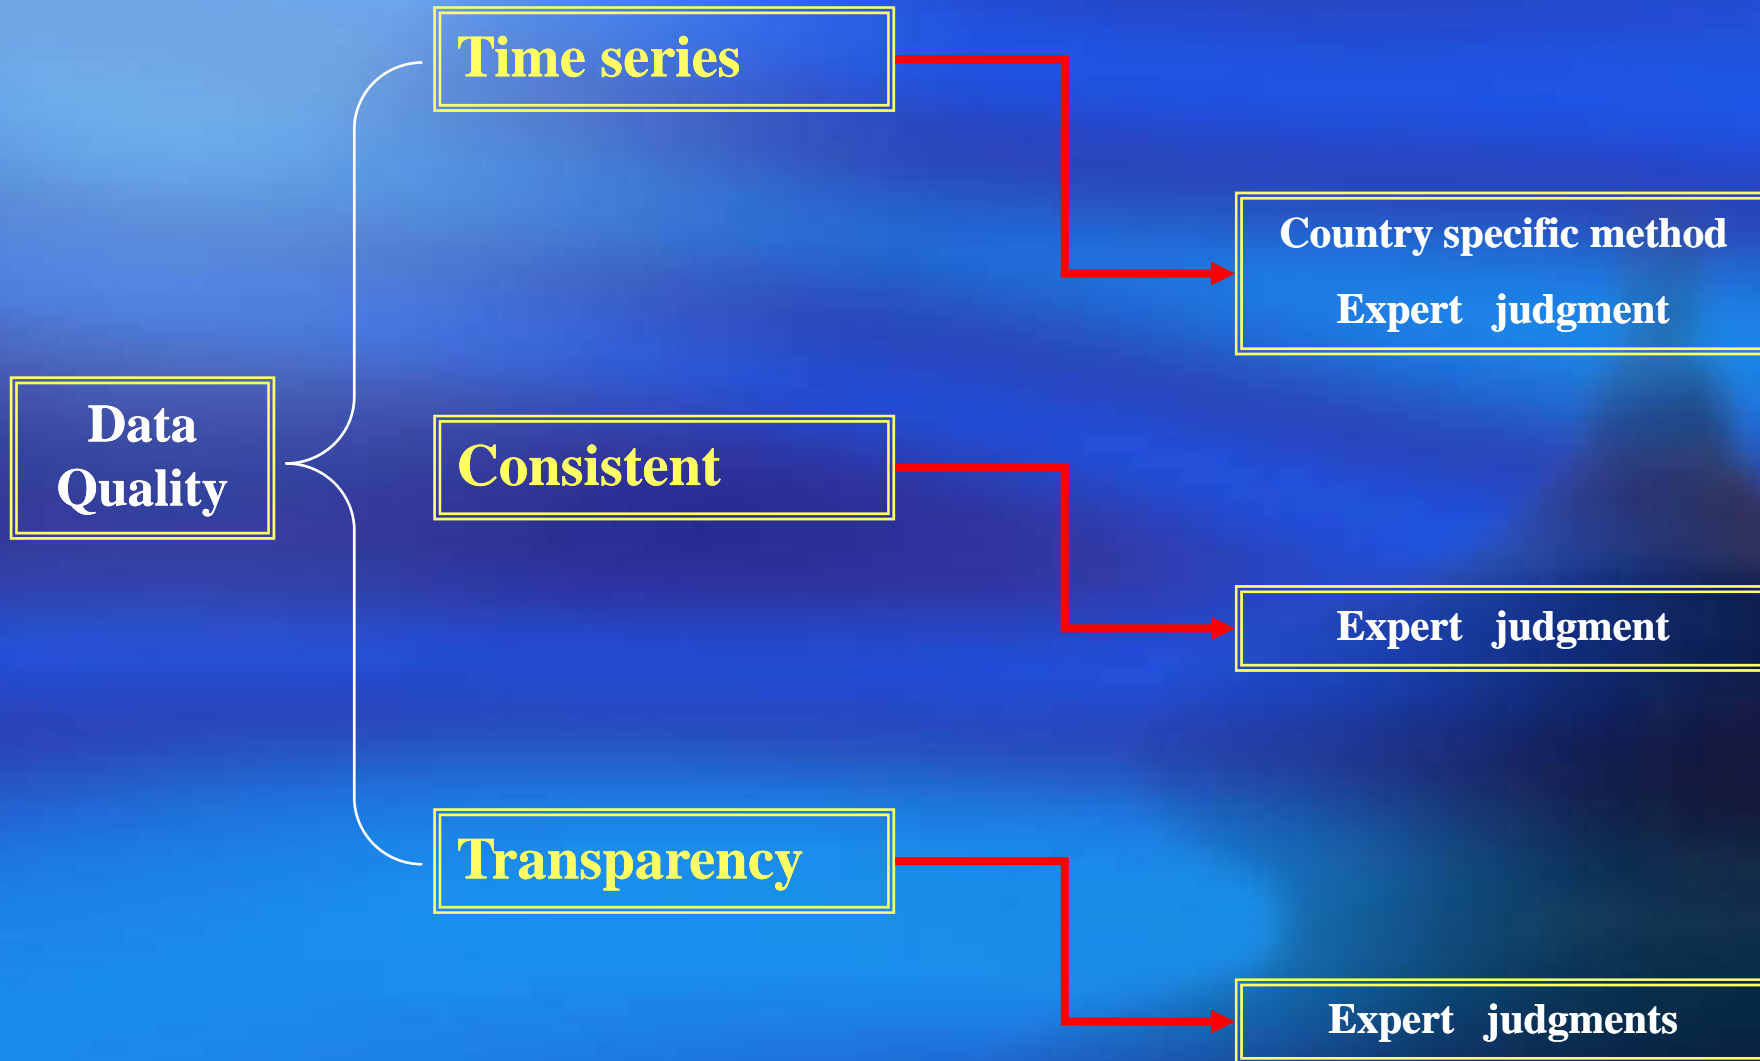 Time series
Country specific method
Expert judgment
Data
Quality
Consistent
Expert judgment
Transparency
Expert judgments